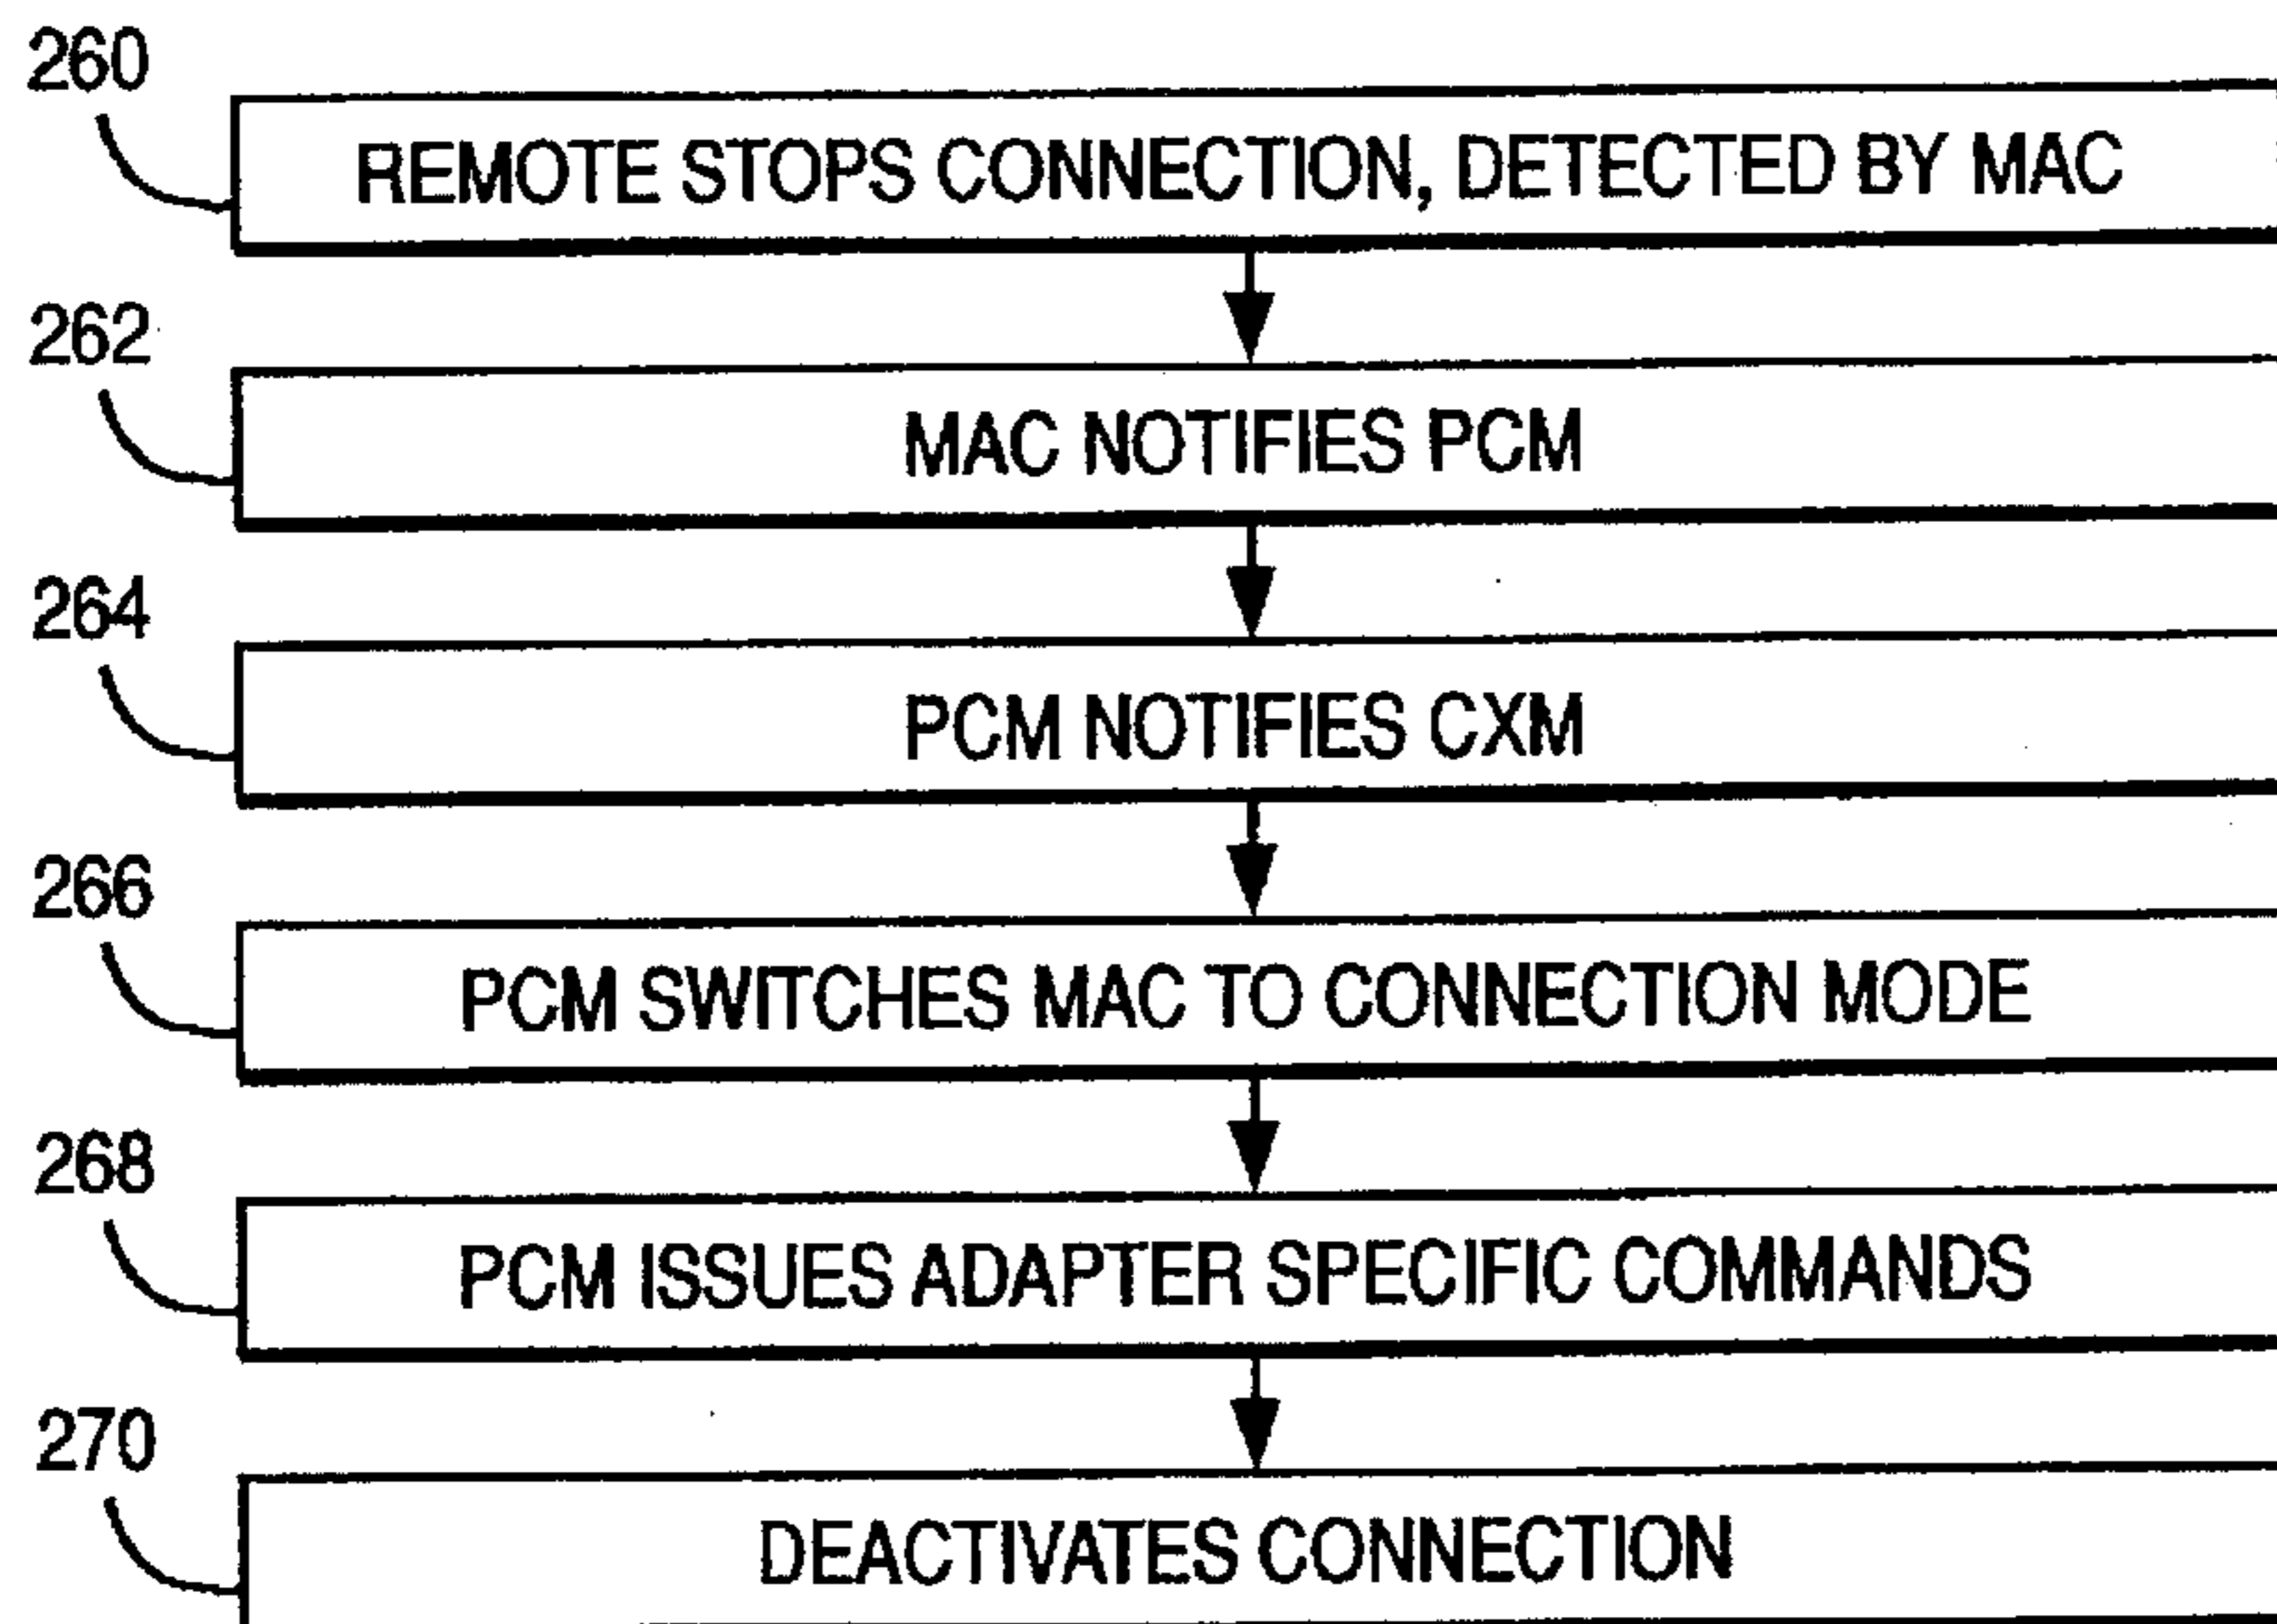 260
REMOTE STOPS CONNECTION, DETECTED BY MAC
262
MAC NOTIFIES PCM
264
PCM NOTIFIES CXM
266
PCM SWITCHES MAC TO CONNECTION MODE
268
PCM ISSUES ADAPTER SPECIFIC COMMANDS
270
DEACTIVATES CONNECTION